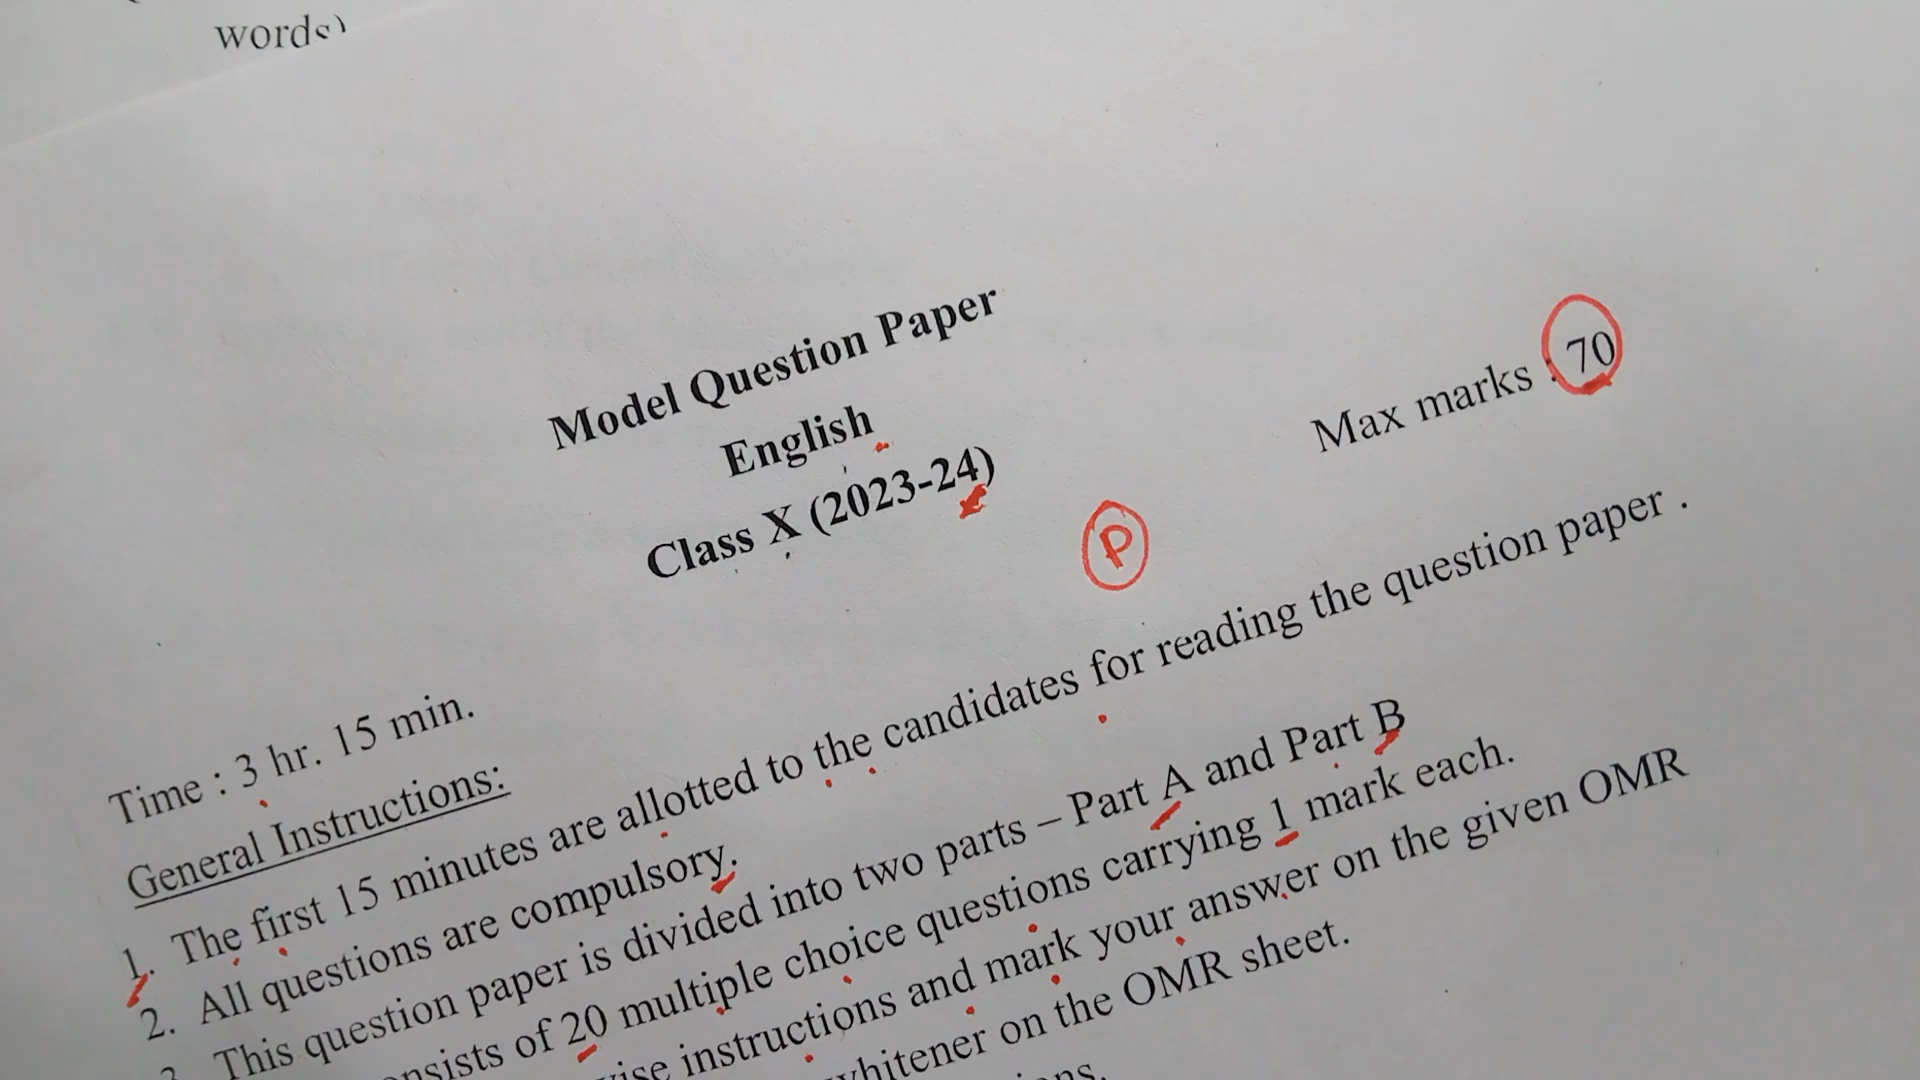 words)
Model Question Paper
English
Class X (2023-24)
Max marks : 70
P
Time : 3 hr. 15 min.
General Instructions:
1. The first 15 minutes are allotted to the candidates for reading the question paper .
2. All questions are compulsory.
This question paper is divided into two parts – Part A and Part B
of 20 multiple choice questions carrying 1 mark each.
instructions and mark your answer on the given OMR
on the OMR sheet.